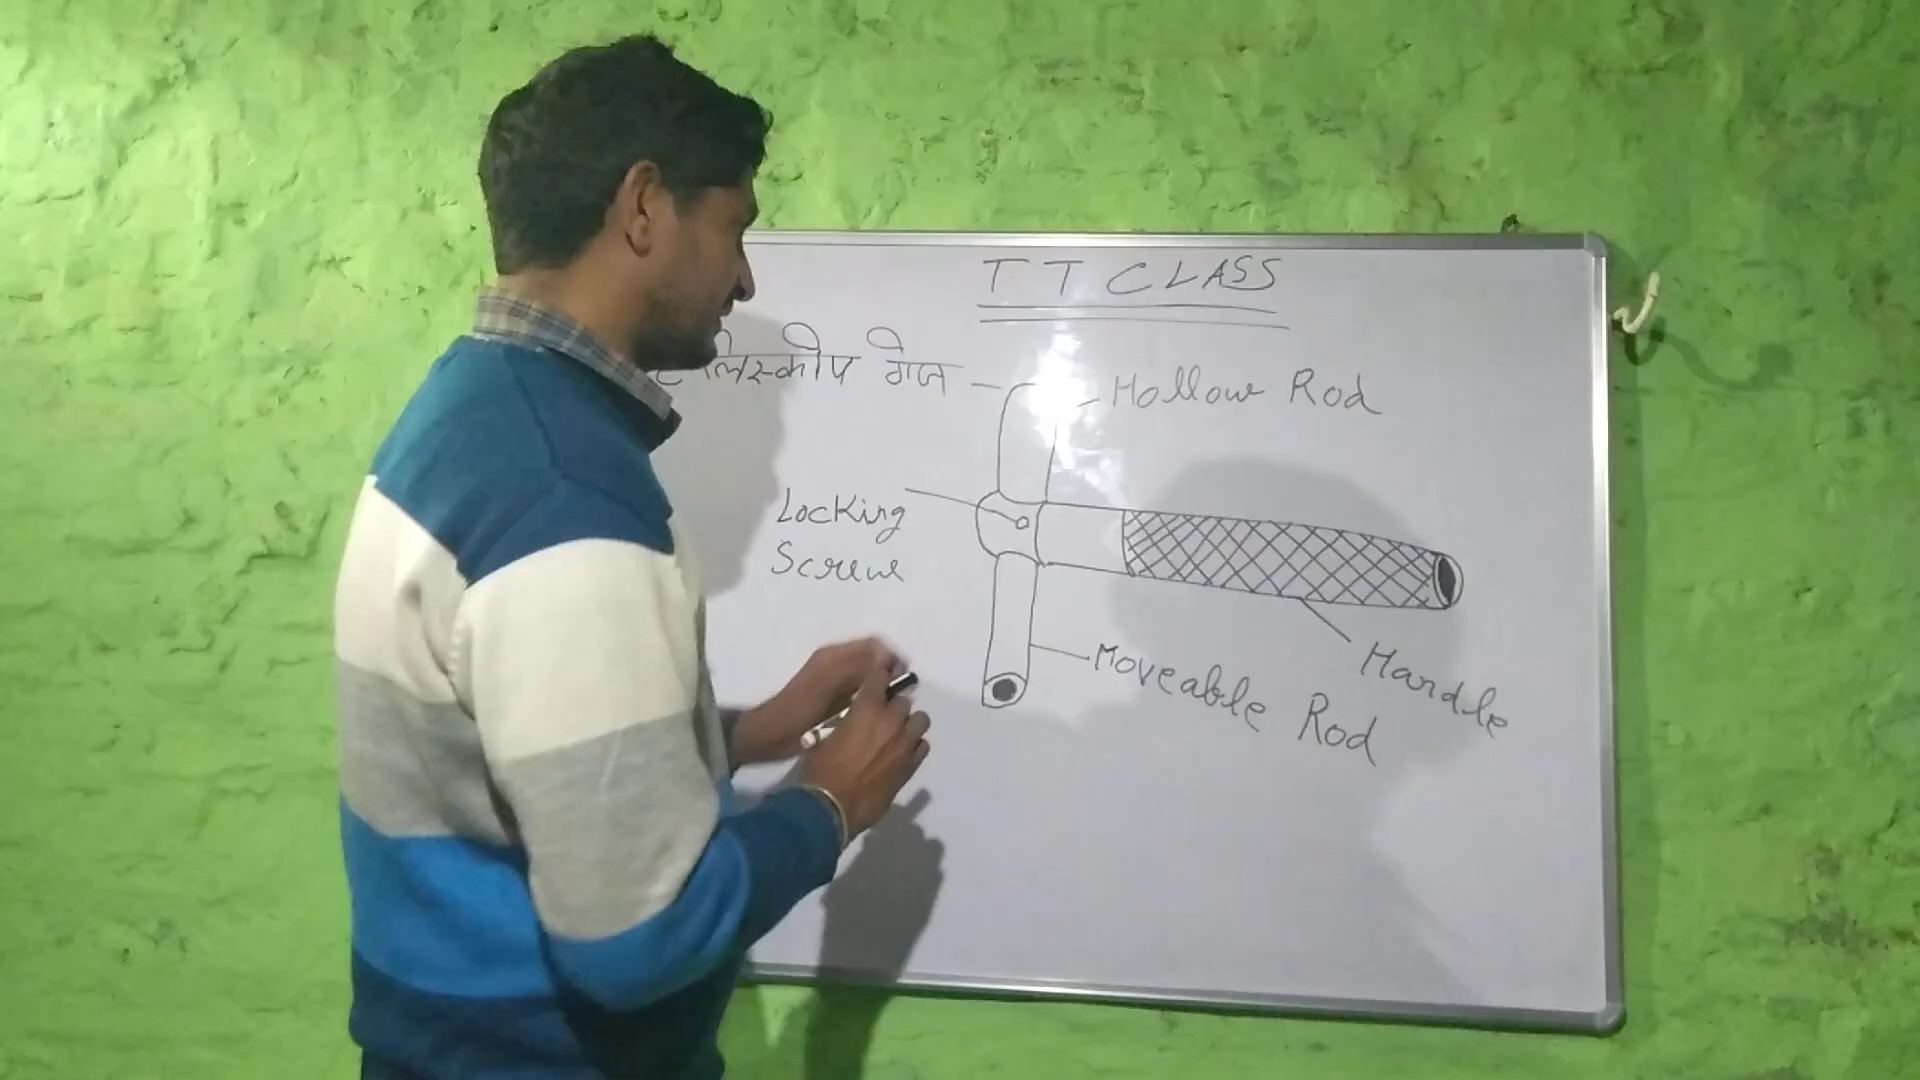 T T CLASS
टेलिस्कोप गेज -
Hollow Rod
Locking
Screw
Handle
Moveable Rod